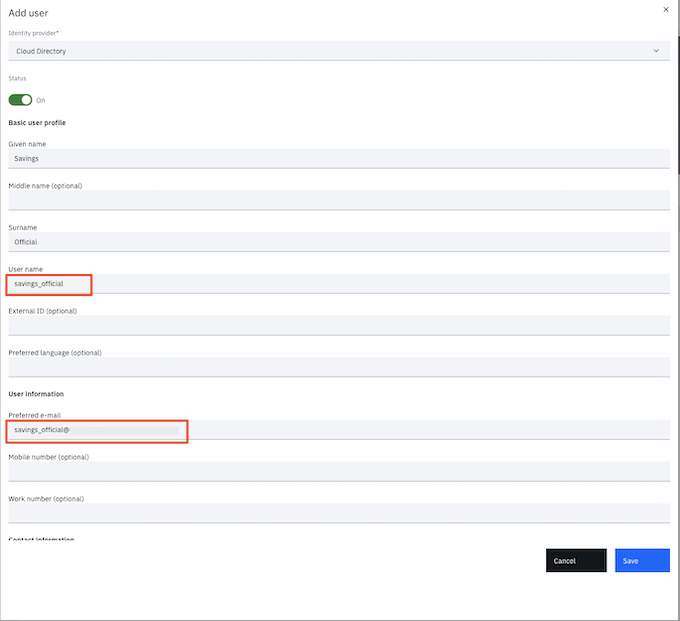 Add user
×
Identity provider*
Cloud Directory
Status
On
Basic user profile
Given name
Savings
Middle name (optional)
Surname
Official
User name
savings_official
External ID (optional)
Preferred language (optional)
User information
Preferred e-mail
savings_official@
Mobile number (optional)
Work number (optional)
Contact information
Cancel
Save